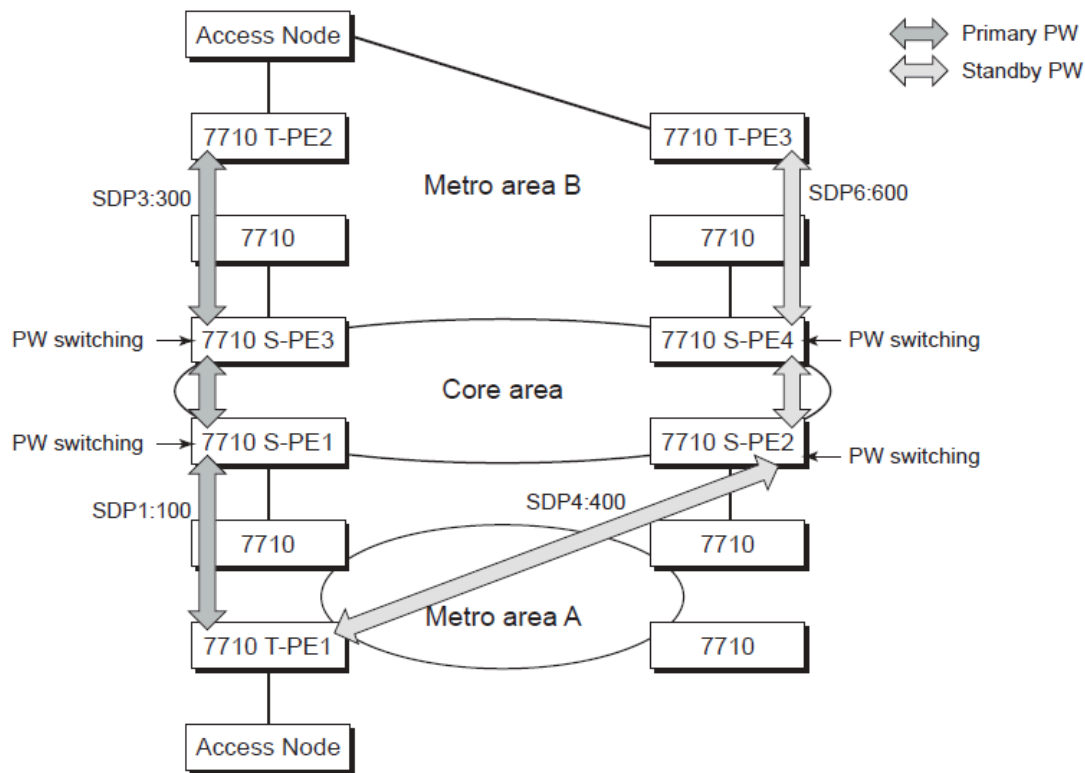 Access Node
Primary PW
Standby PW
7710 T-PE2
7710 T-PE3
Metro area B
SDP3:300
SDP6:600
7710
7710
PW switching
7710 S-PE3
7710 S-PE4
PW switching
Core area
PW switching
7710 S-PE1
7710 S-PE2
PW switching
SDP1:100
SDP4:400
7710
7710
Metro area A
7710 T-PE1
7710
Access Node